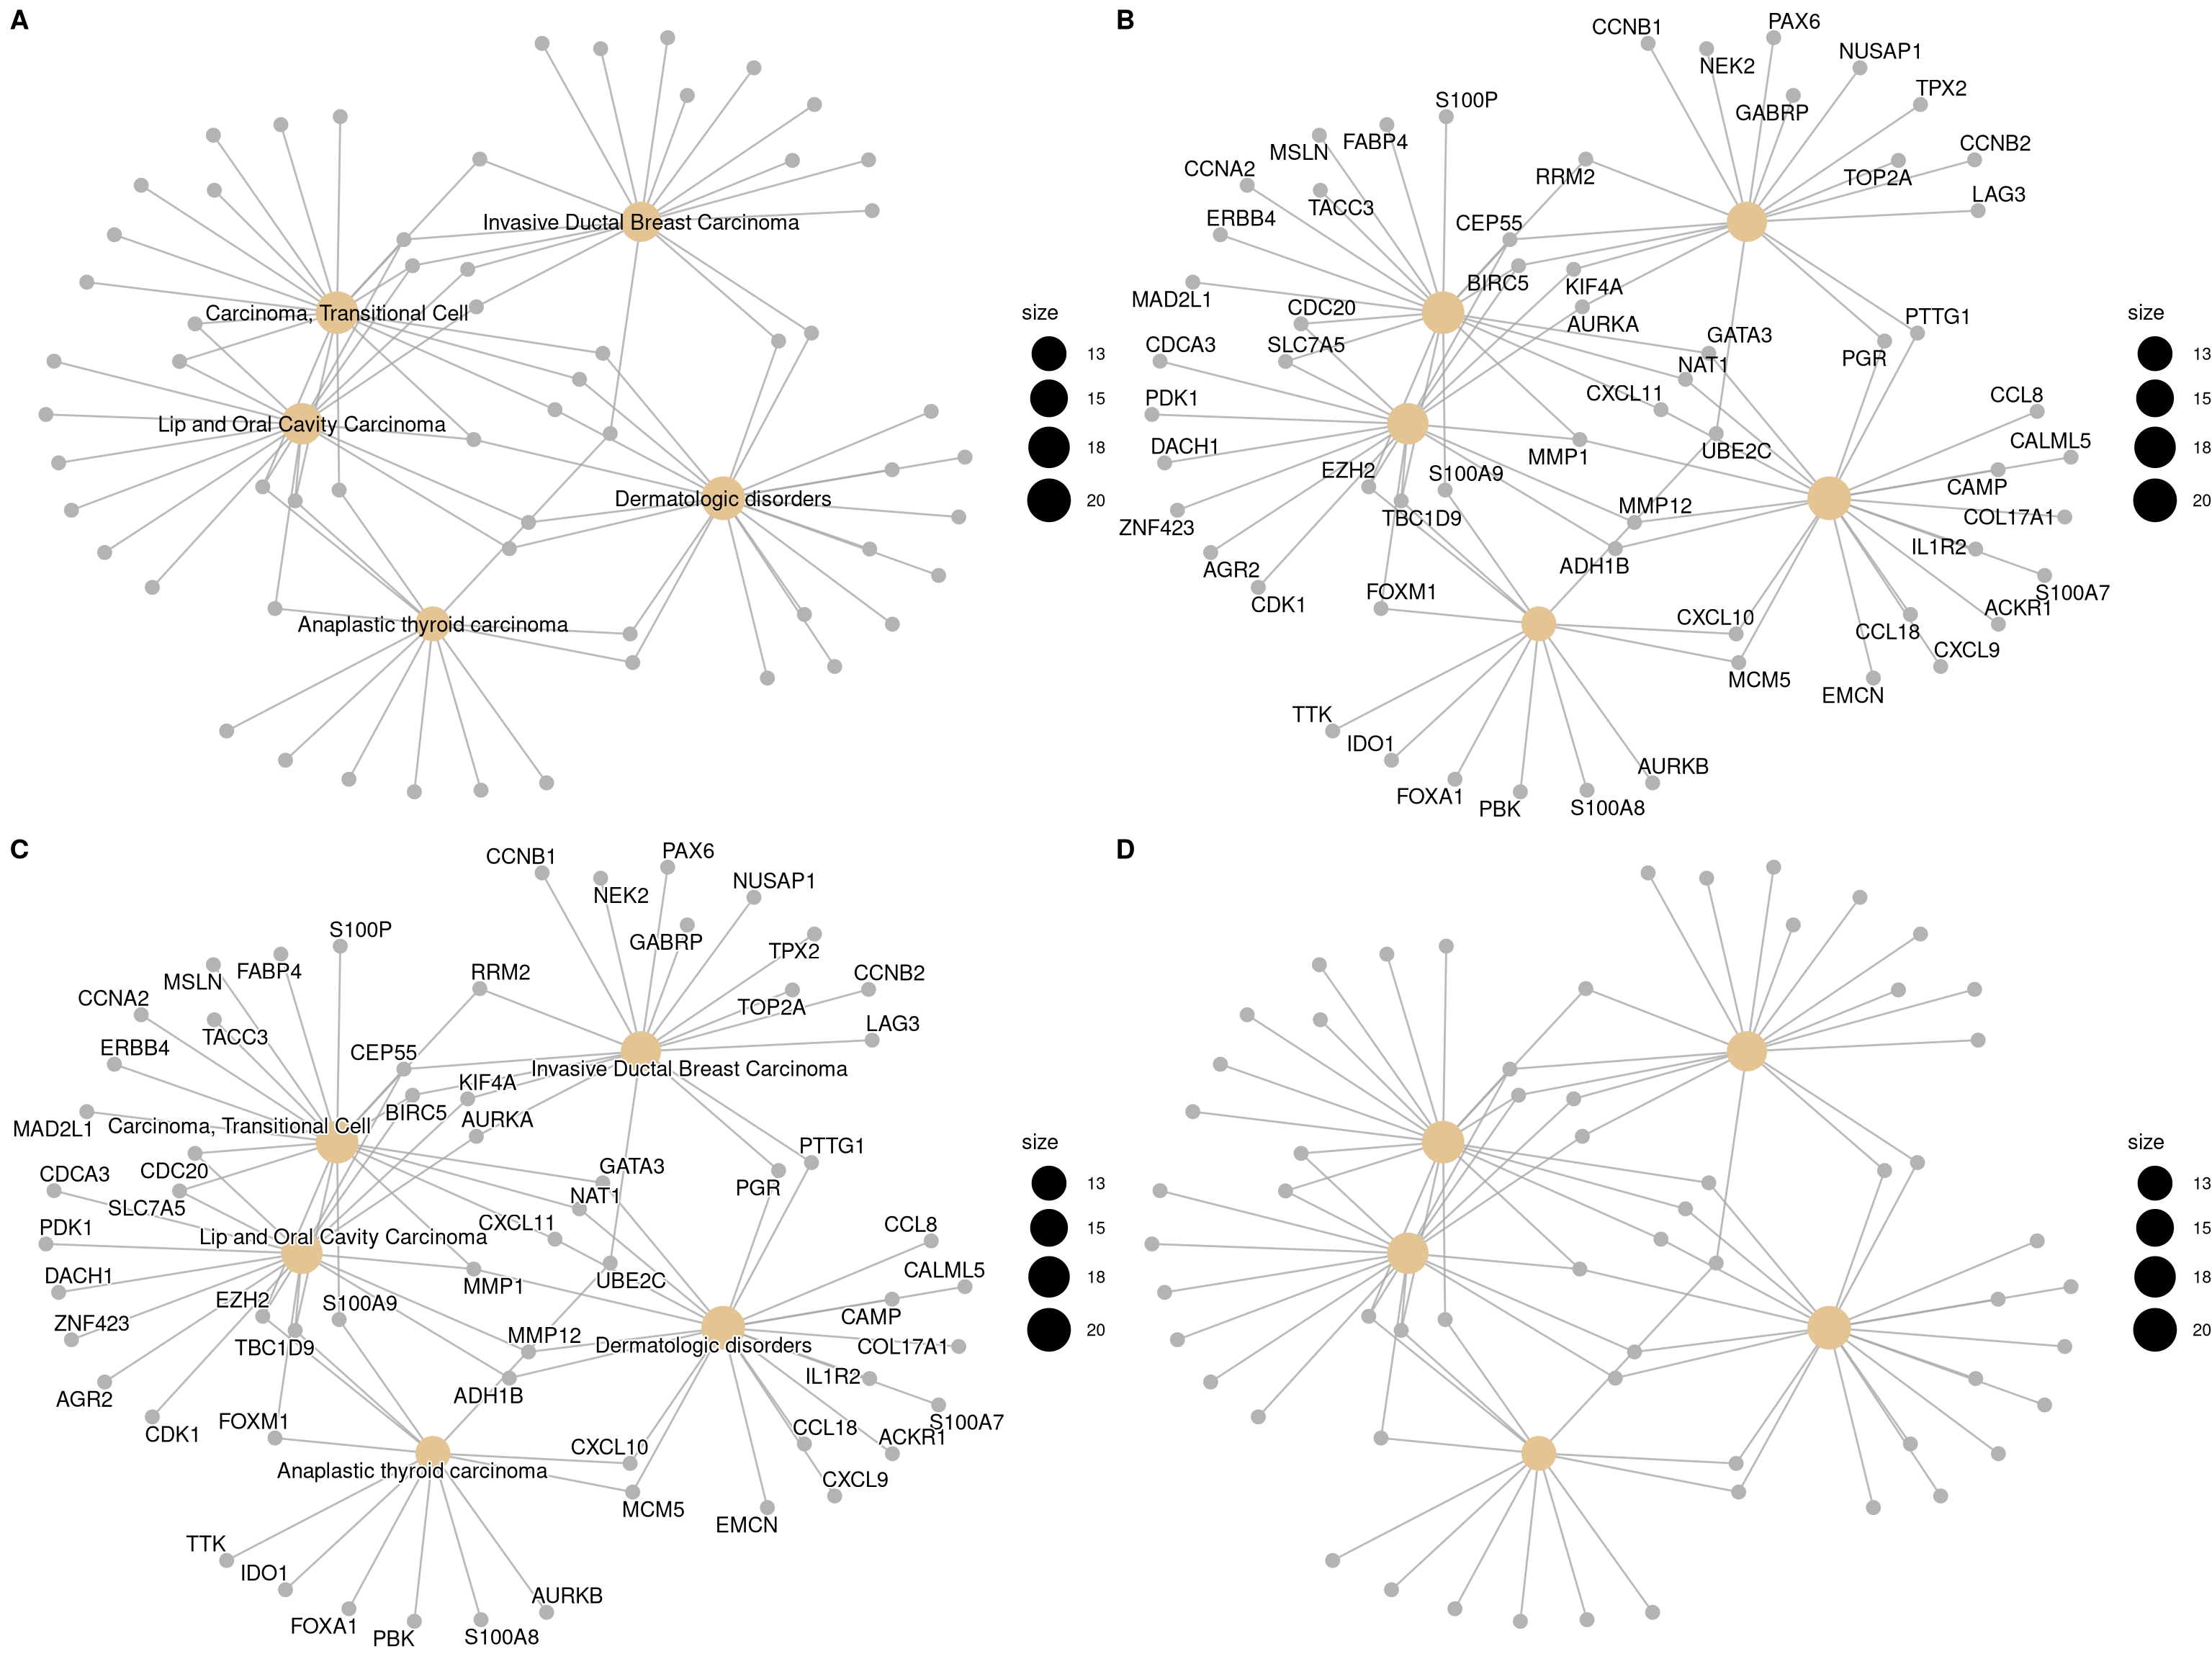 A
Invasive Ductal Breast Carcinoma
Carcinoma, Transitional Cell
Lip and Oral Cavity Carcinoma
Dermatologic disorders
Anaplastic thyroid carcinoma
size
13
15
18
20
B
CCNB1
PAX6
NEK2
NUSAP1
GABRP
TPX2
S100P
MSLN
FABP4
CCNB2
CCNA2
RRM2
TOP2A
TACC3
LAG3
ERBB4
CEP55
BIRC5
KIF4A
MAD2L1
CDC20
AURKA
PTTG1
CDCA3
SLC7A5
GATA3
PGR
NAT1
PDK1
CXCL11
CCL8
DACH1
CALML5
MMP1
UBE2C
EZH2
S100A9
CAMP
MMP12
COL17A1
ZNF423
TBC1D9
IL1R2
AGR2
ADH1B
CDK1
FOXM1
S100A7
ACKR1
CXCL10
CCL18
CXCL9
MCM5
EMCN
TTK
IDO1
AURKB
FOXA1
PBK
S100A8
size
13
15
18
20
C
CCNB1
PAX6
NEK2
NUSAP1
GABRP
TPX2
S100P
MSLN
FABP4
RRM2
CCNB2
CCNA2
TOP2A
TACC3
LAG3
ERBB4
CEP55
Invasive Ductal Breast Carcinoma
KIF4A
BIRC5
AURKA
MAD2L1
Carcinoma, Transitional Cell
PTTG1
CDCA3
CDC20
GATA3
PGR
NAT1
SLC7A5
PDK1
CXCL11
CCL8
Lip and Oral Cavity Carcinoma
DACH1
MMP1
UBE2C
CALML5
EZH2
S100A9
CAMP
ZNF423
MMP12
TBC1D9
Dermatologic disorders
COL17A1
IL1R2
AGR2
ADH1B
CDK1
FOXM1
S100A7
CCL18
ACKR1
CXCL10
Anaplastic thyroid carcinoma
CXCL9
MCM5
EMCN
TTK
IDO1
AURKB
FOXA1
PBK
S100A8
size
13
15
18
20
D
size
13
15
18
20